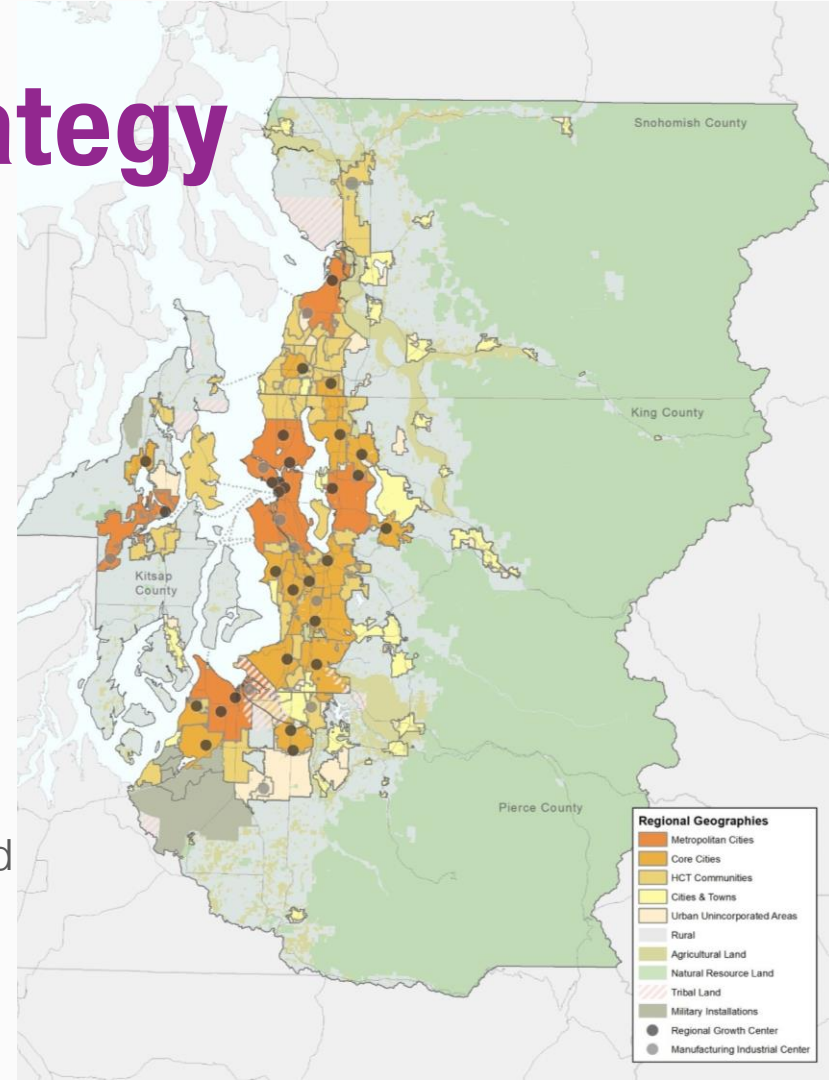 ategy
Snohomish County
King County
Kitsap
County
Pierce County
d
Regional Geographies
Metropolitan Cities
Core Cities
HCT Communities
Cities & Towns
Urban Unincorporated Areas
Rural
Agricultural Land
Natural Resource Land
Tribal Land
Military Installations
Regional Growth Center
Manufacturing Industrial Center